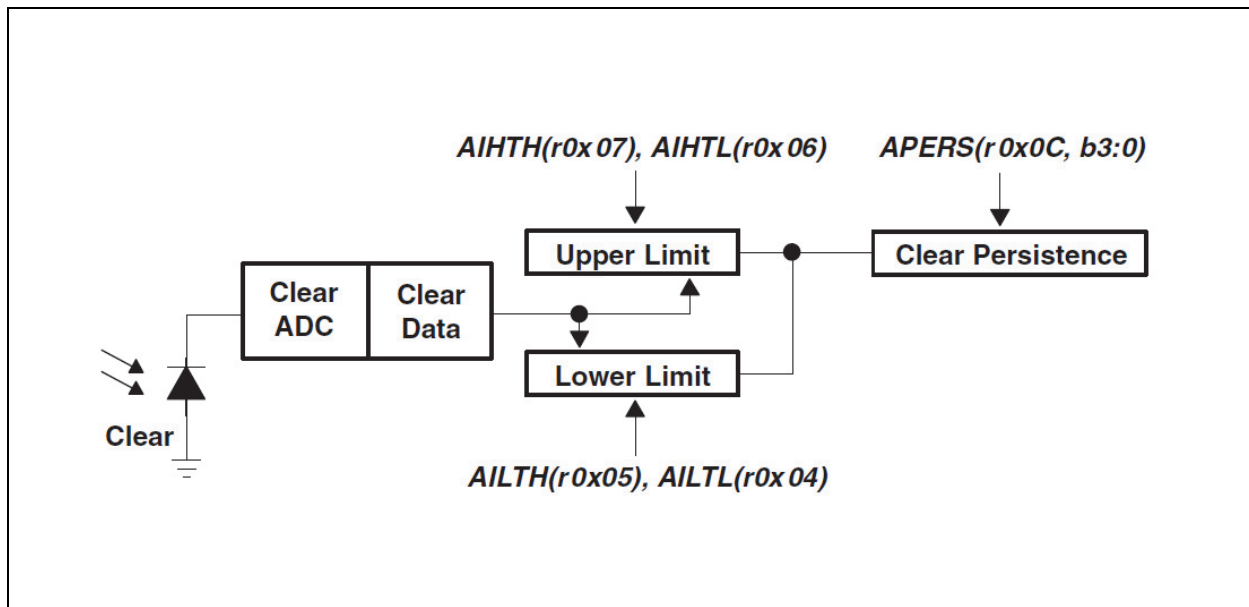 AIHTH(r0x07), AIHTL(r0x06)
APERS(r0x0C, b3:0)
Upper Limit
Clear Persistence
Clear
ADC
Clear
Data
Lower Limit
Clear
AILTH(r0x05), AILTL(r0x04)